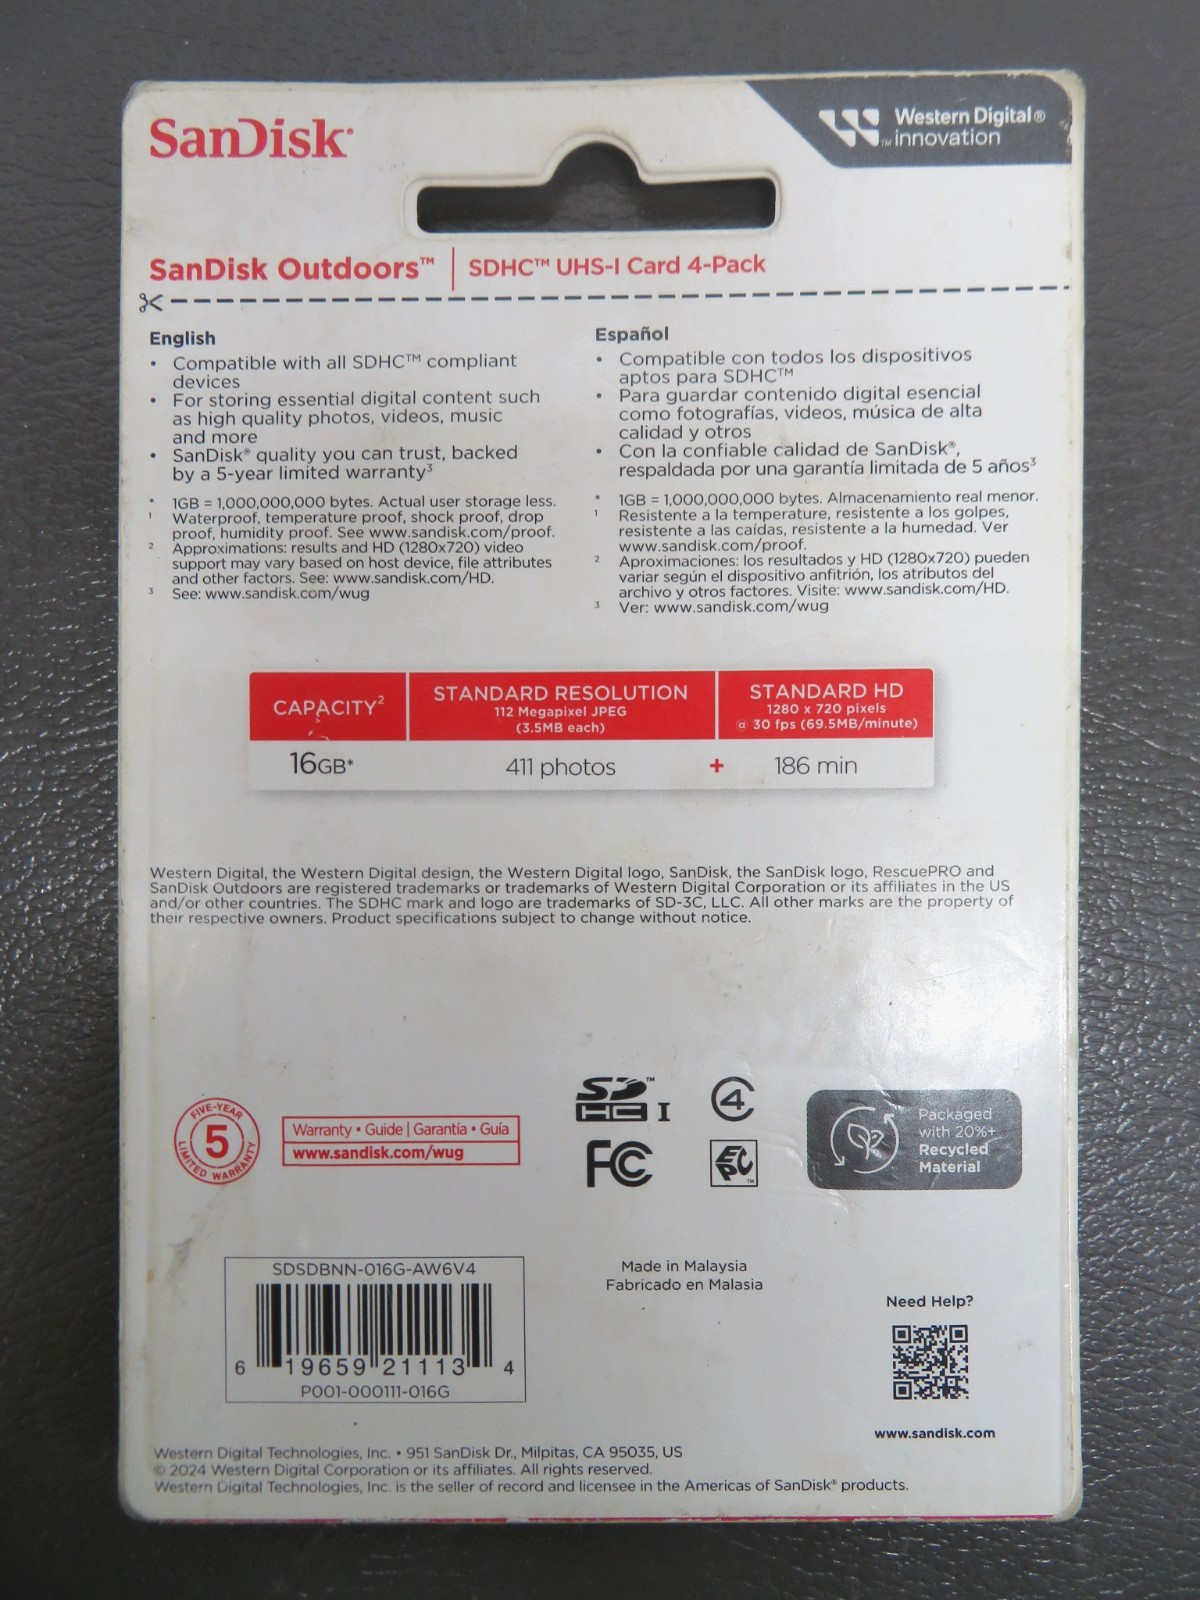 SanDisk®
Western Digital®
™ innovation
SanDisk Outdoors™ | SDHC™ UHS-I Card 4-Pack
English
• Compatible with all SDHC™ compliant
devices
• For storing essential digital content such
as high quality photos, videos, music
and more
• SanDisk® quality you can trust, backed
by a 5-year limited warranty³
* 1GB = 1,000,000,000 bytes. Actual user storage less.
¹ Waterproof, temperature proof, shock proof, drop
proof, humidity proof. See www.sandisk.com/proof.
² Approximations: results and HD (1280x720) video
support may vary based on host device, file attributes
and other factors. See: www.sandisk.com/HD.
³ See: www.sandisk.com/wug
Español
• Compatible con todos los dispositivos
aptos para SDHC™
• Para guardar contenido digital esencial
como fotografías, videos, música de alta
calidad y otros
• Con la confiable calidad de SanDisk®,
respaldada por una garantía limitada de 5 años³
* 1GB = 1,000,000,000 bytes. Almacenamiento real menor.
¹ Resistente a la temperature, resistente a los golpes,
resistente a las caídas, resistente a la humedad. Ver
www.sandisk.com/proof.
² Aproximaciones: los resultados y HD (1280x720) pueden
variar según el dispositivo anfitrión, los atributos del
archivo y otros factores. Visite: www.sandisk.com/HD.
³ Ver: www.sandisk.com/wug
CAPACITY²
STANDARD RESOLUTION
112 Megapixel JPEG
(3.5MB each)
STANDARD HD
1280 x 720 pixels
@ 30 fps (69.5MB/minute)
16GB*
411 photos
+
186 min
Western Digital, the Western Digital design, the Western Digital logo, SanDisk, the SanDisk logo, RescuePRO and
SanDisk Outdoors are registered trademarks or trademarks of Western Digital Corporation or its affiliates in the US
and/or other countries. The SDHC mark and logo are trademarks of SD-3C, LLC. All other marks are the property of
their respective owners. Product specifications subject to change without notice.
FIVE-YEAR
5
LIMITED WARRANTY
Warranty • Guide | Garantía • Guía
www.sandisk.com/wug
SD™
HC I
4
FC
EPC™
Packaged
with 20%+
Recycled
Material
SDSDBNN-016G-AW6V4
6 19659 21113 4
P001-000111-016G
Made in Malaysia
Fabricado en Malasia
Need Help?
www.sandisk.com
Western Digital Technologies, Inc. • 951 SanDisk Dr., Milpitas, CA 95035, US
© 2024 Western Digital Corporation or its affiliates. All rights reserved.
Western Digital Technologies, Inc. is the seller of record and licensee in the Americas of SanDisk® products.